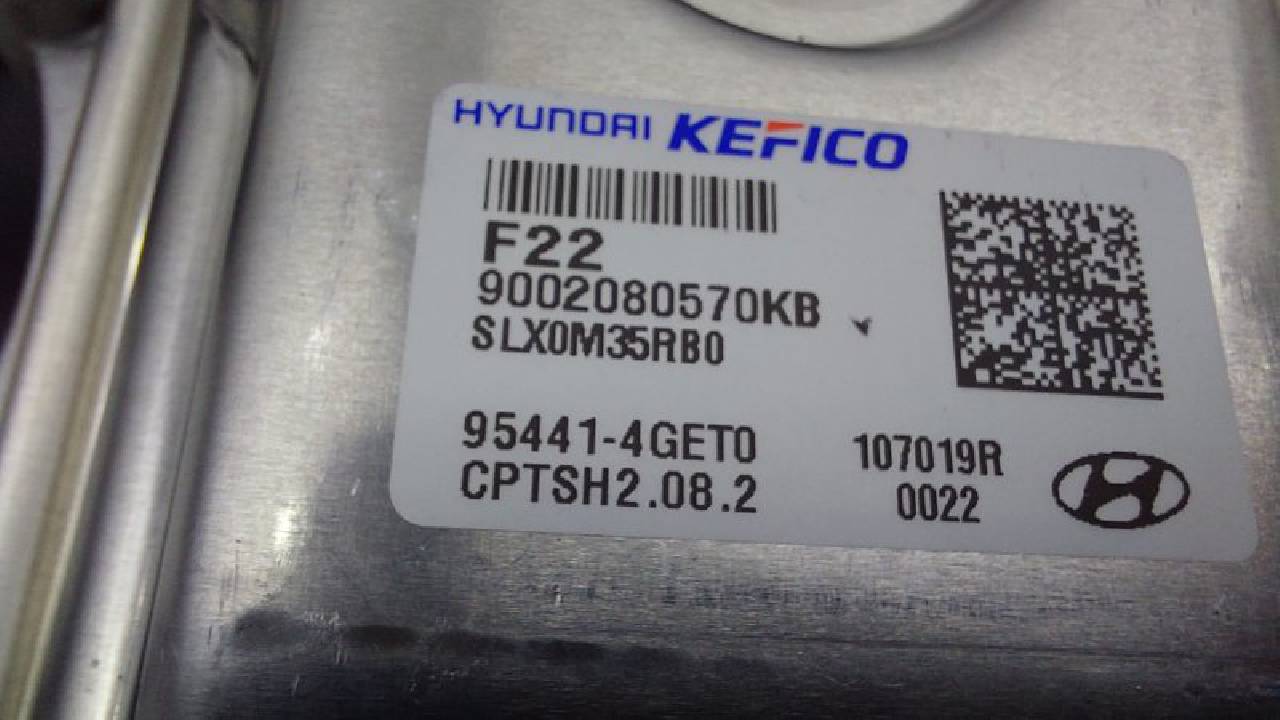 HYUNDAI KEFICO
F22
9002080570KB
SLX0M35RB0
95441-4GET0
CPTSH2.08.2
107019R
0022